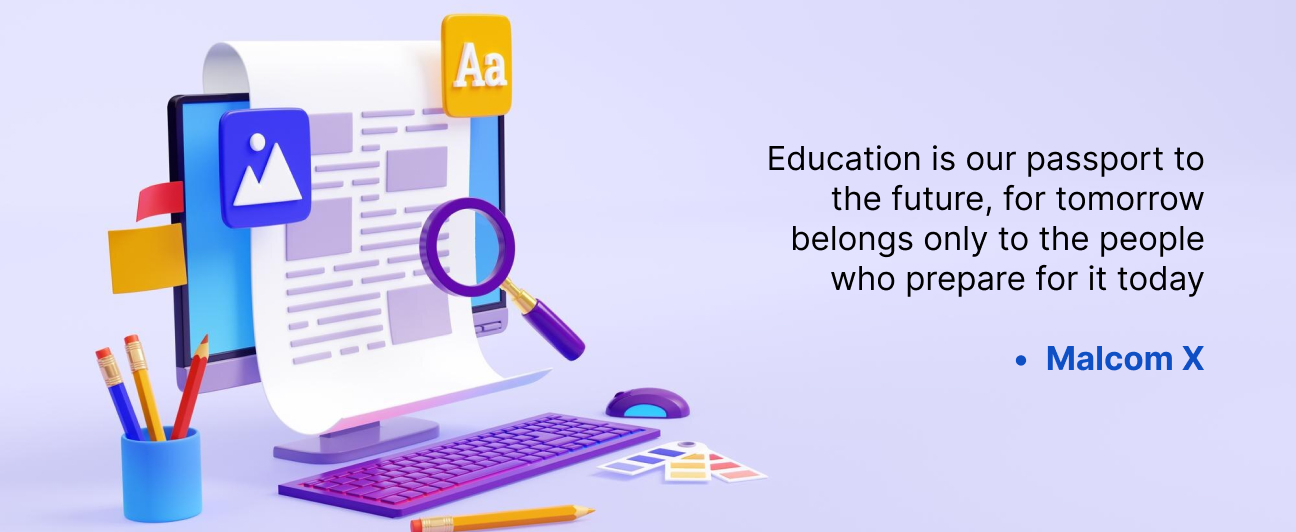 Aa
Education is our passport to
the future, for tomorrow
belongs only to the people
who prepare for it today
• Malcom X